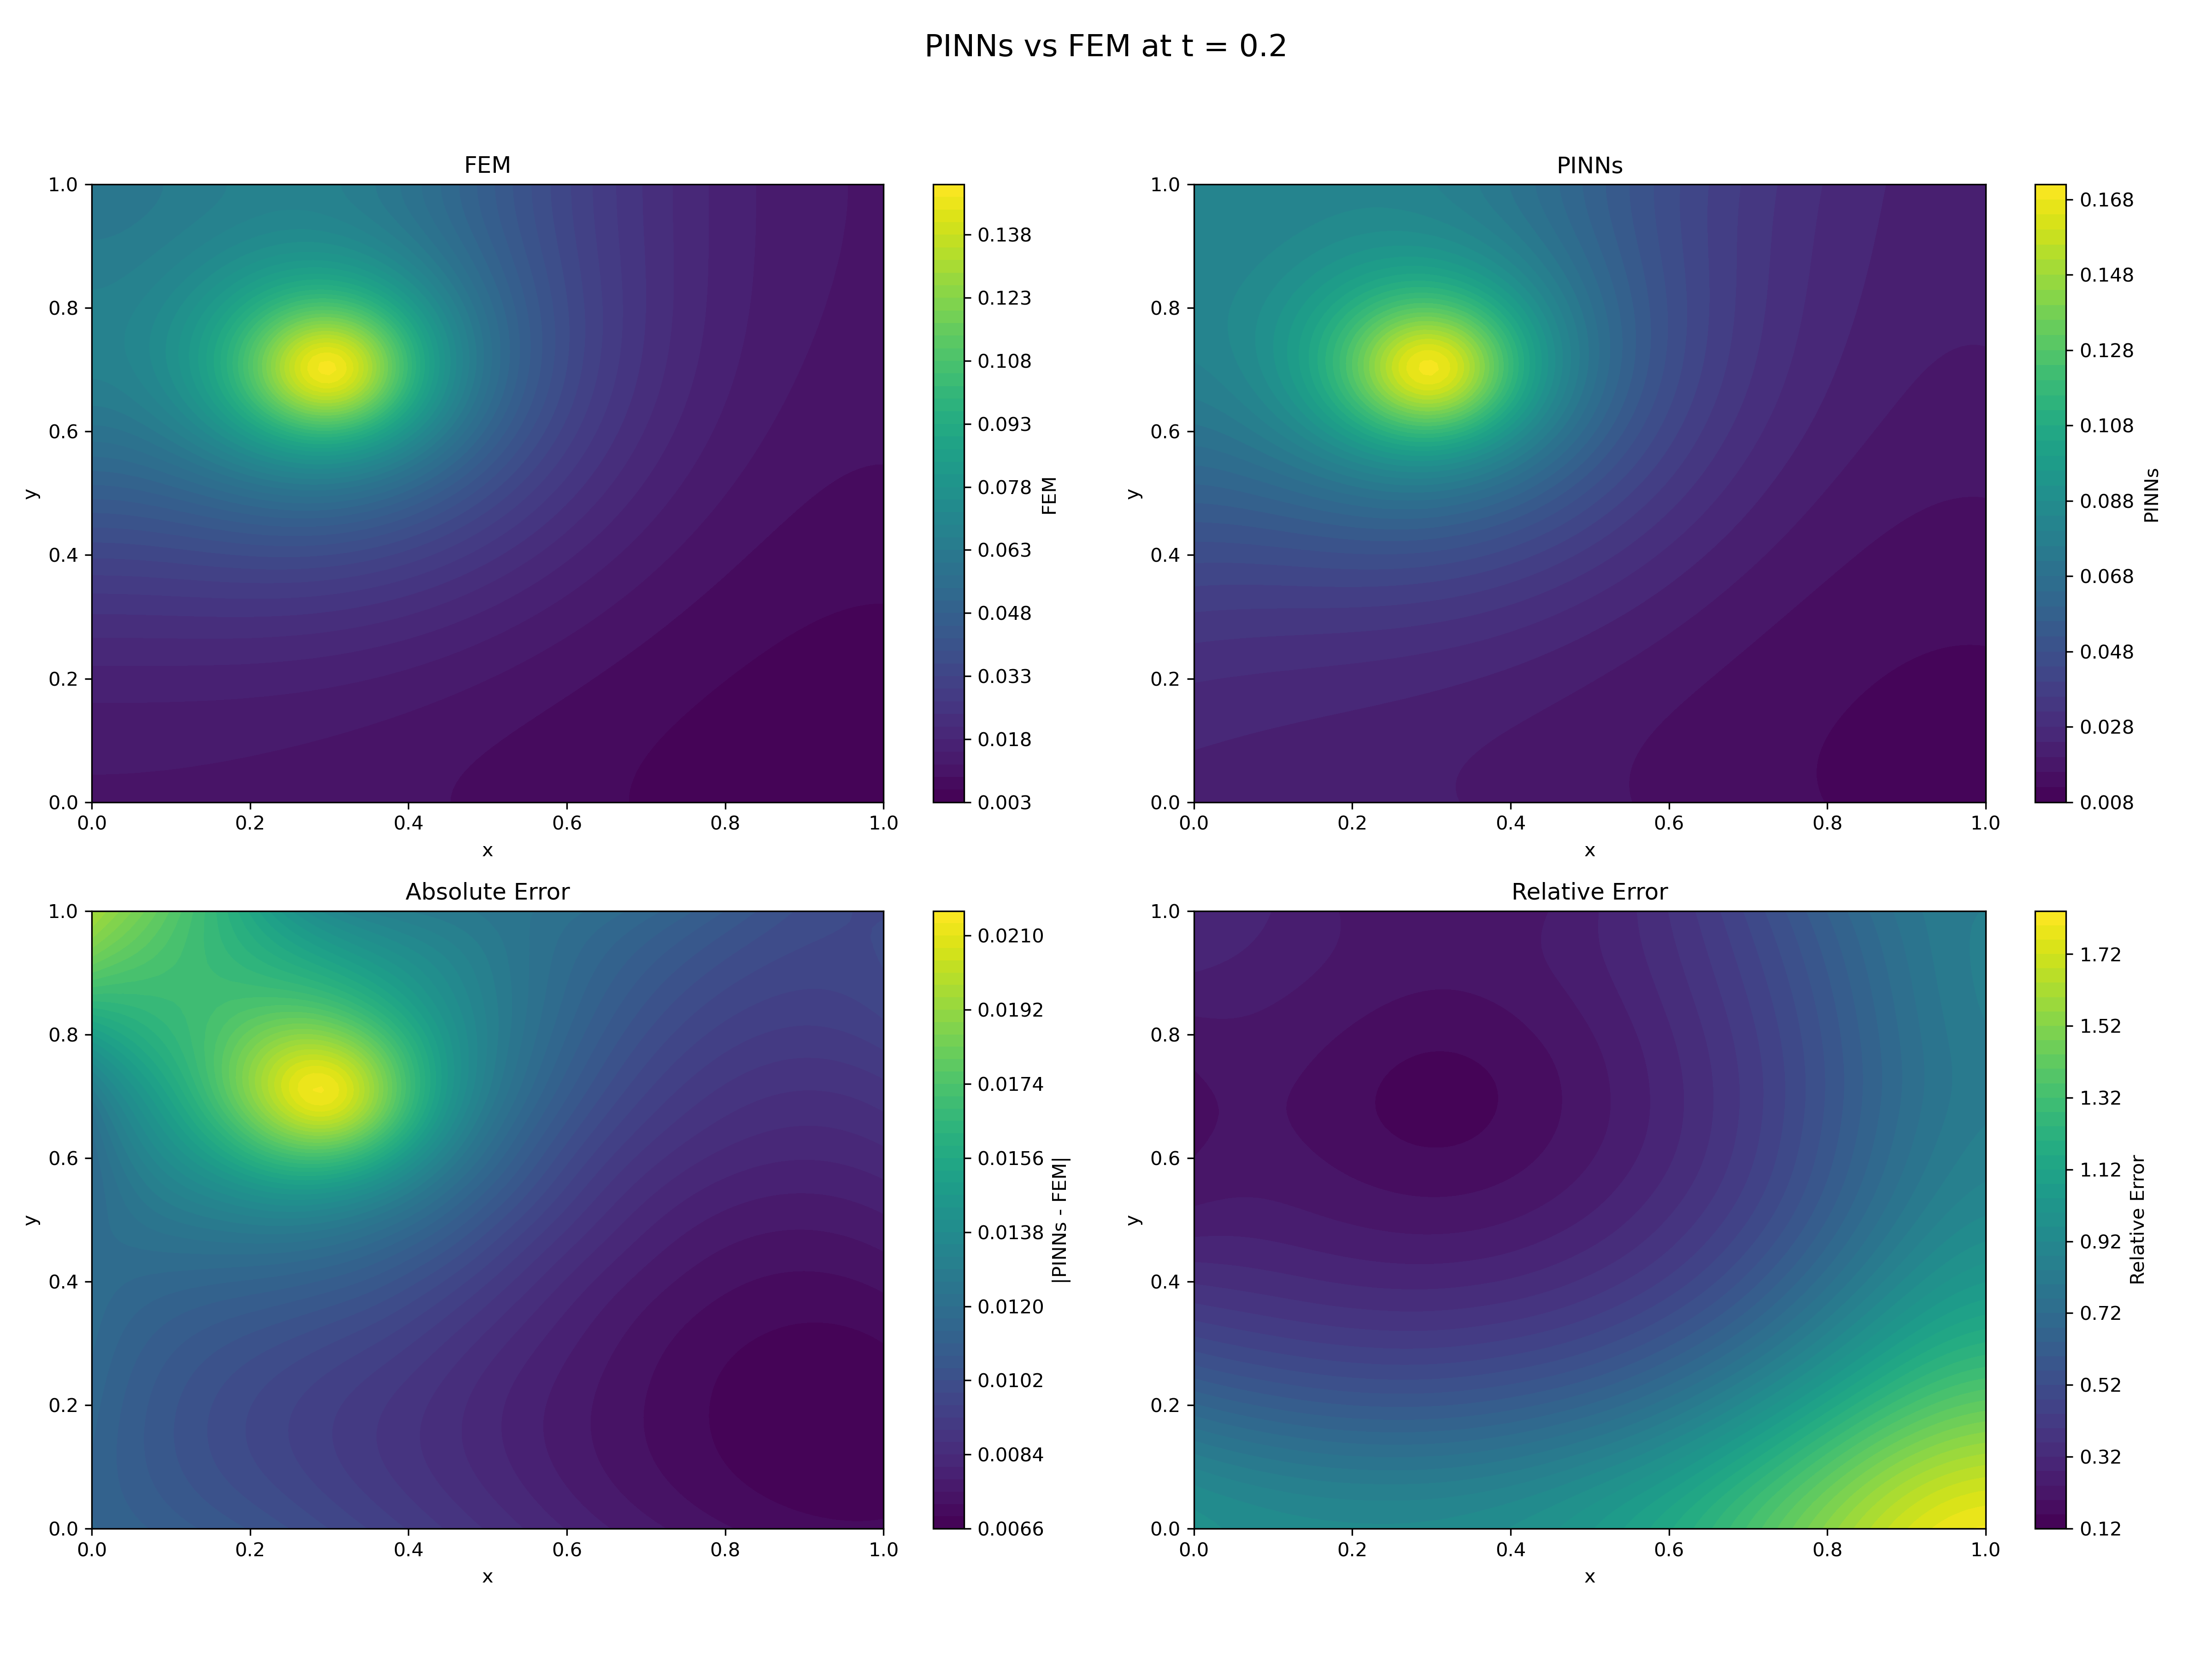 PINNs vs FEM at t = 0.2
FEM
1.0
0.8
0.6
0.4
0.2
0.0
y
0.0 0.2 0.4 0.6 0.8 1.0
x
0.138
0.123
0.108
0.093
0.078
0.063
0.048
0.033
0.018
0.003
FEM
PINNs
1.0
0.8
0.6
0.4
0.2
0.0
y
0.0 0.2 0.4 0.6 0.8 1.0
x
0.168
0.148
0.128
0.108
0.088
0.068
0.048
0.028
0.008
PINNs
Absolute Error
1.0
0.8
0.6
0.4
0.2
0.0
y
0.0 0.2 0.4 0.6 0.8 1.0
x
0.0210
0.0192
0.0174
0.0156
0.0138
0.0120
0.0102
0.0084
0.0066
|PINNs - FEM|
Relative Error
1.0
0.8
0.6
0.4
0.2
0.0
y
0.0 0.2 0.4 0.6 0.8 1.0
x
1.72
1.52
1.32
1.12
0.92
0.72
0.52
0.32
0.12
Relative Error